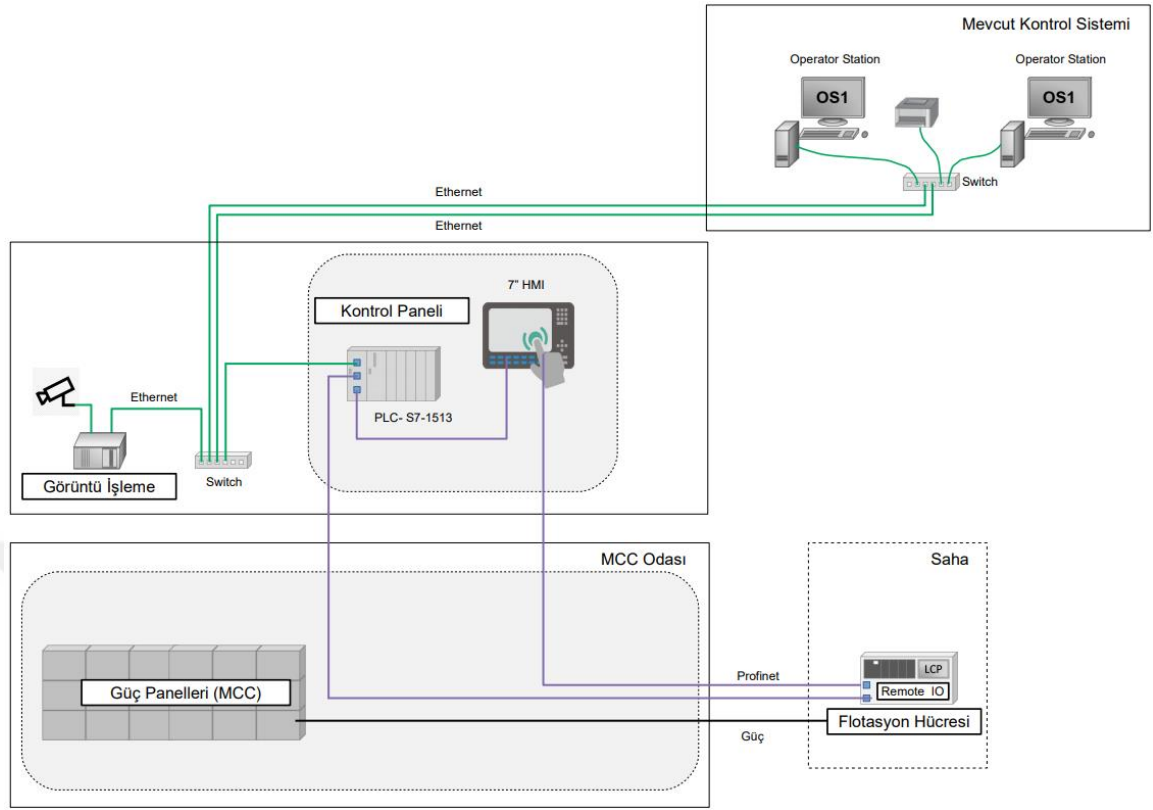 Mevcut Kontrol Sistemi
Operator Station
Operator Station
OS1
OS1
Switch
Ethernet
Ethernet
7" HMI
Kontrol Paneli
PLC- S7-1513
Ethernet
Görüntü İşleme
Switch
MCC Odası
Saha
Güç Panelleri (MCC)
LCP
Remote IO
Profinet
Flotasyon Hücresi
Güç